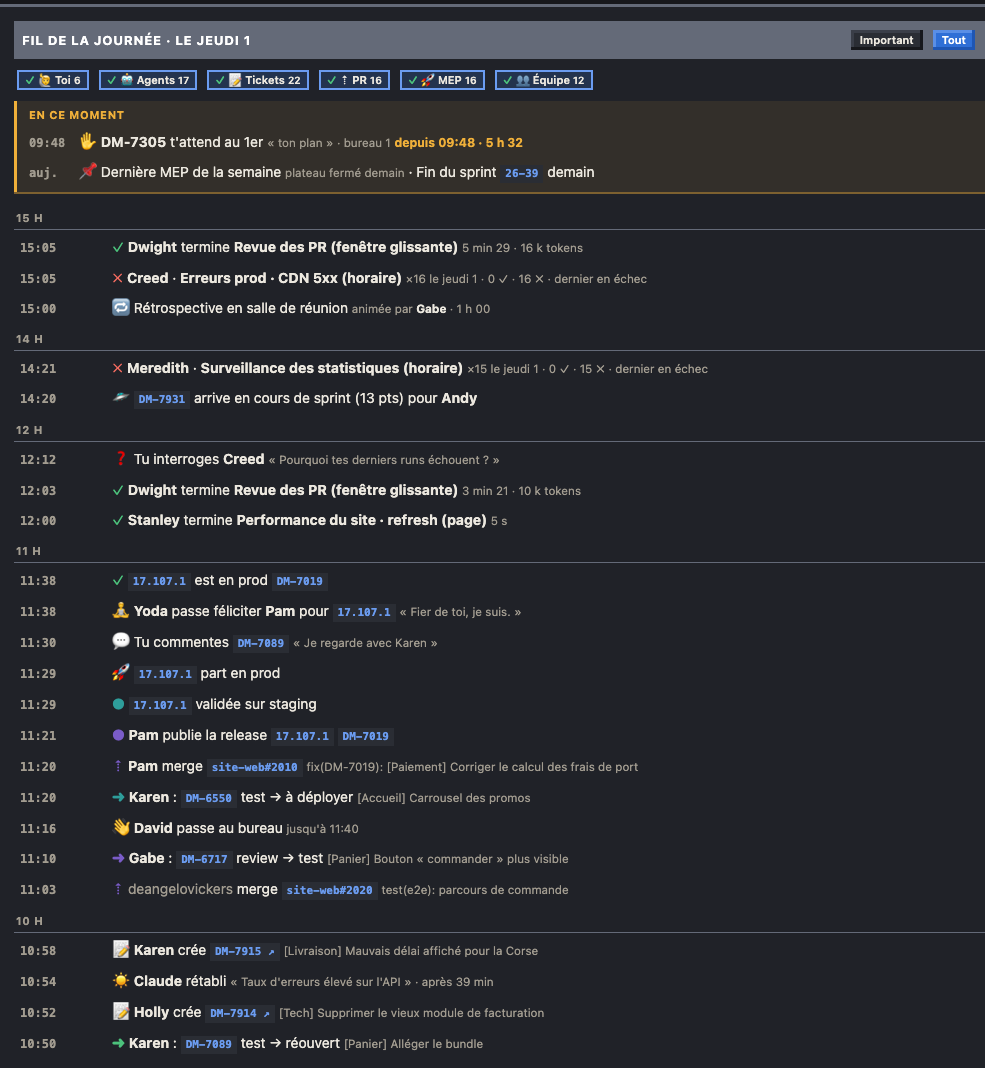 FIL DE LA JOURNÉE · LE JEUDI 1
Important
Tout
✓ 🙋 Toi 6
✓ 🤖 Agents 17
✓ 📝 Tickets 22
✓ ⇡ PR 16
✓ 🚀 MEP 16
✓ 👥 Équipe 12
EN CE MOMENT
09:48 ✋ DM-7305 t'attend au 1er « ton plan » · bureau 1 depuis 09:48 · 5 h 32
auj. 📌 Dernière MEP de la semaine plateau fermé demain · Fin du sprint 26-39 demain
15 H
15:05 ✓ Dwight termine Revue des PR (fenêtre glissante) 5 min 29 · 16 k tokens
15:05 ✕ Creed · Erreurs prod · CDN 5xx (horaire) ×16 le jeudi 1 · 0 ✓ · 16 ✕ · dernier en échec
15:00 🔁 Rétrospective en salle de réunion animée par Gabe · 1 h 00
14 H
14:21 ✕ Meredith · Surveillance des statistiques (horaire) ×15 le jeudi 1 · 0 ✓ · 15 ✕ · dernier en échec
14:20 🛸 DM-7931 arrive en cours de sprint (13 pts) pour Andy
12 H
12:12 ❓ Tu interroges Creed « Pourquoi tes derniers runs échouent ? »
12:03 ✓ Dwight termine Revue des PR (fenêtre glissante) 3 min 21 · 10 k tokens
12:00 ✓ Stanley termine Performance du site · refresh (page) 5 s
11 H
11:38 ✓ 17.107.1 est en prod DM-7019
11:38 🧘 Yoda passe féliciter Pam pour 17.107.1 « Fier de toi, je suis. »
11:30 💬 Tu commentes DM-7089 « Je regarde avec Karen »
11:29 🚀 17.107.1 part en prod
11:29 ● 17.107.1 validée sur staging
11:21 ● Pam publie la release 17.107.1 DM-7019
11:20 ⇡ Pam merge site-web#2010 fix(DM-7019): [Paiement] Corriger le calcul des frais de port
11:20 ➜ Karen : DM-6550 test → à déployer [Accueil] Carrousel des promos
11:16 👋 David passe au bureau jusqu'à 11:40
11:10 ➜ Gabe : DM-6717 review → test [Panier] Bouton « commander » plus visible
11:03 ⇡ deangelovickers merge site-web#2020 test(e2e): parcours de commande
10 H
10:58 📝 Karen crée DM-7915 ↗ [Livraison] Mauvais délai affiché pour la Corse
10:54 ☀️ Claude rétabli « Taux d'erreurs élevé sur l'API » · après 39 min
10:52 📝 Holly crée DM-7914 ↗ [Tech] Supprimer le vieux module de facturation
10:50 ➜ Karen : DM-7089 test → réouvert [Panier] Alléger le bundle